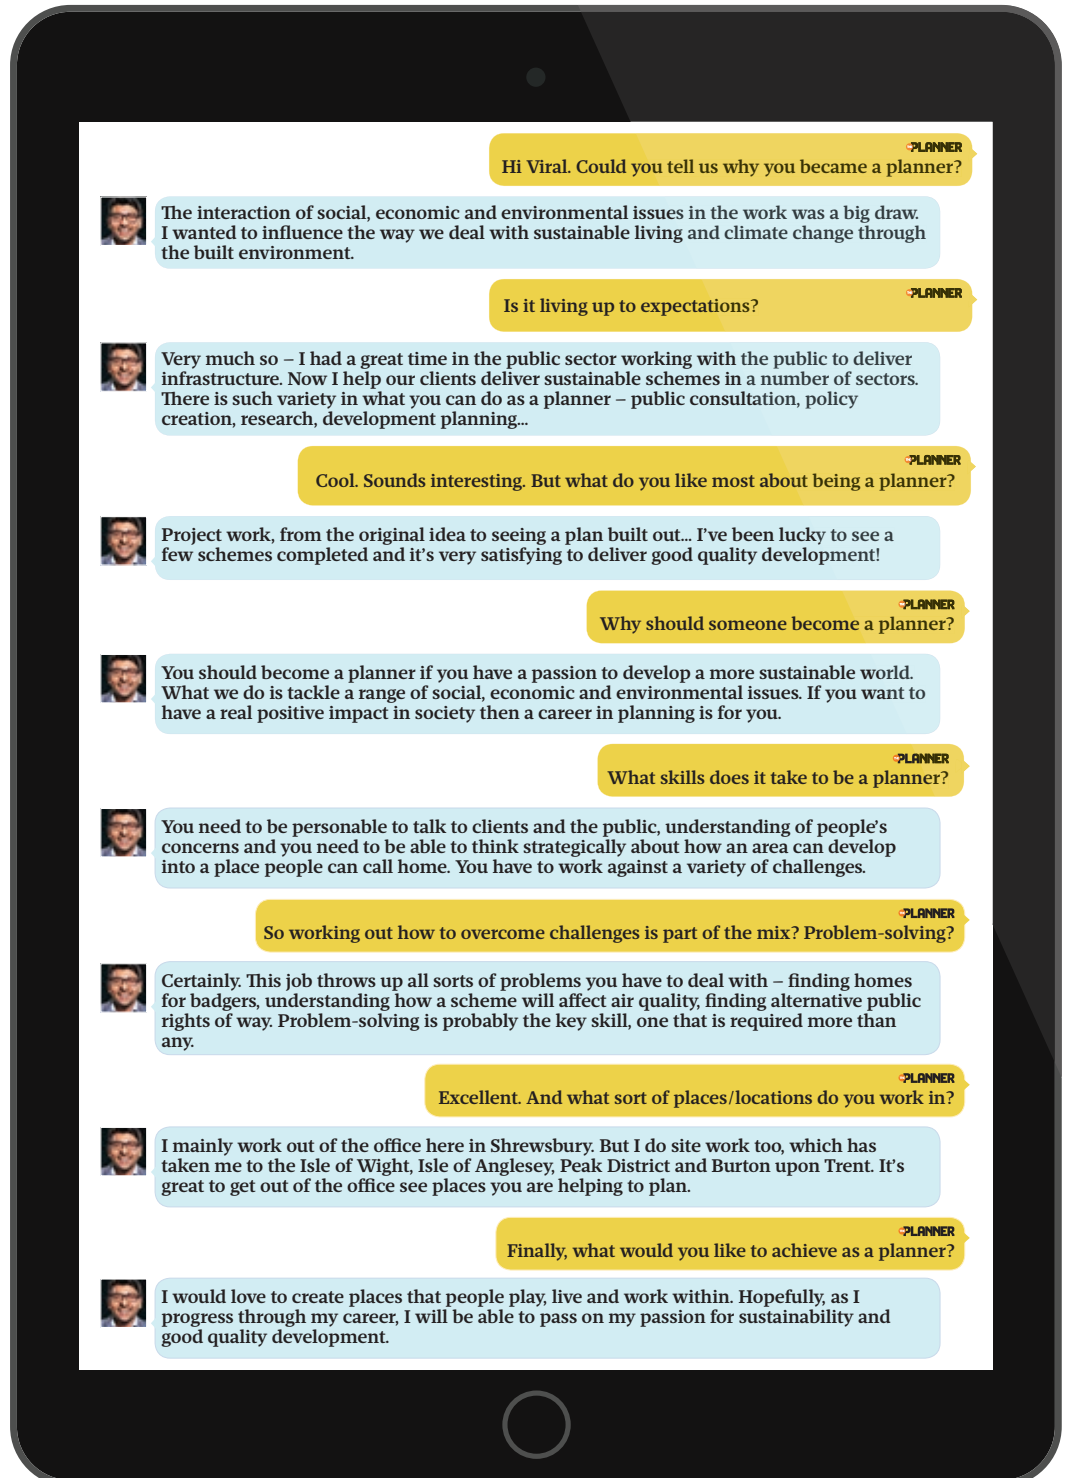 PLANNER
Hi Viral. Could you tell us why you became a planner?
The interaction of social, economic and environmental issues in the work was a big draw.
I wanted to influence the way we deal with sustainable living and climate change through
the built environment.
PLANNER
Is it living up to expectations?
Very much so – I had a great time in the public sector working with the public to deliver
infrastructure. Now I help our clients deliver sustainable schemes in a number of sectors.
There is such variety in what you can do as a planner – public consultation, policy
creation, research, development planning...
PLANNER
Cool. Sounds interesting. But what do you like most about being a planner?
Project work, from the original idea to seeing a plan built out... I've been lucky to see a
few schemes completed and it's very satisfying to deliver good quality development!
PLANNER
Why should someone become a planner?
You should become a planner if you have a passion to develop a more sustainable world.
What we do is tackle a range of social, economic and environmental issues. If you want to
have a real positive impact in society then a career in planning is for you.
PLANNER
What skills does it take to be a planner?
You need to be personable to talk to clients and the public, understanding of people's
concerns and you need to be able to think strategically about how an area can develop
into a place people can call home. You have to work against a variety of challenges.
PLANNER
So working out how to overcome challenges is part of the mix? Problem-solving?
Certainly. This job throws up all sorts of problems you have to deal with – finding homes
for badgers, understanding how a scheme will affect air quality, finding alternative public
rights of way. Problem-solving is probably the key skill, one that is required more than
any.
PLANNER
Excellent. And what sort of places/locations do you work in?
I mainly work out of the office here in Shrewsbury. But I do site work too, which has
taken me to the Isle of Wight, Isle of Anglesey, Peak District and Burton upon Trent. It's
great to get out of the office see places you are helping to plan.
PLANNER
Finally, what would you like to achieve as a planner?
I would love to create places that people play, live and work within. Hopefully, as I
progress through my career, I will be able to pass on my passion for sustainability and
good quality development.